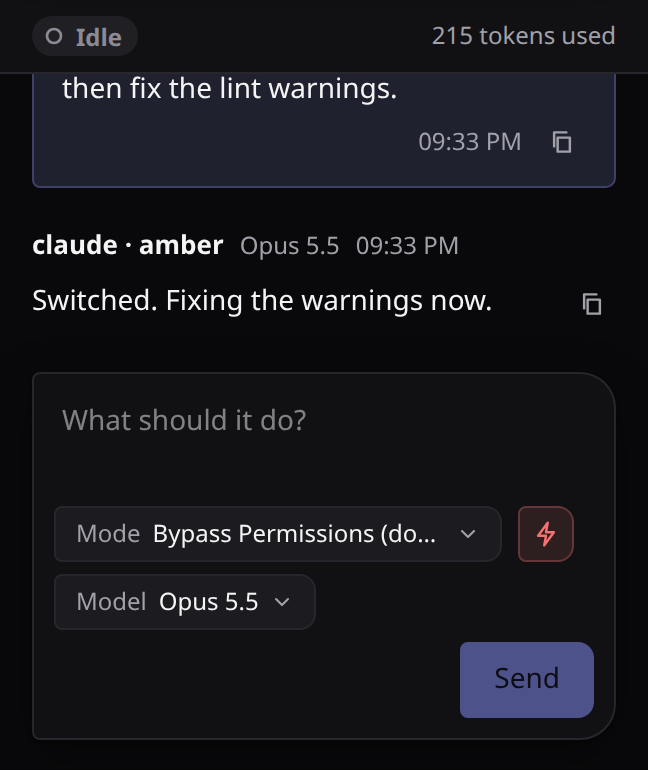 Idle
215 tokens used
then fix the lint warnings.
09:33 PM
claude · amber Opus 5.5 09:33 PM
Switched. Fixing the warnings now.
What should it do?
Mode Bypass Permissions (do...
Model Opus 5.5
Send